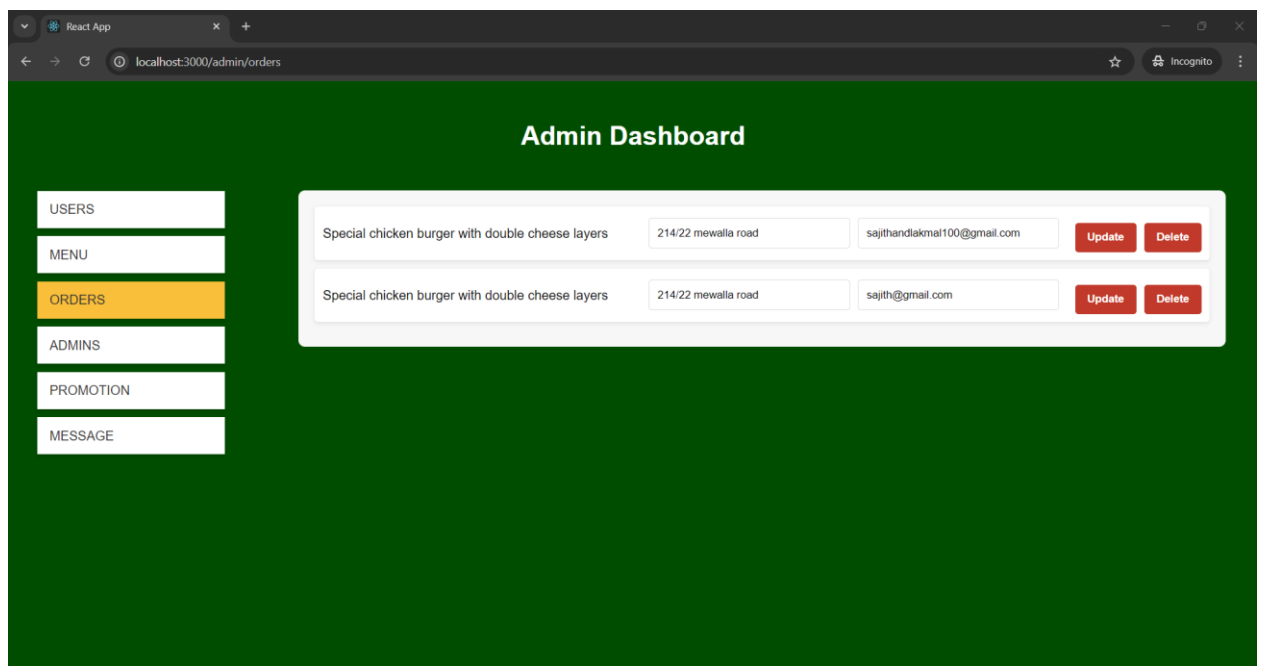 React App
localhost:3000/admin/orders
Incognito
Admin Dashboard
USERS
MENU
ORDERS
ADMINS
PROMOTION
MESSAGE
Special chicken burger with double cheese layers 214/22 mewalla road sajithandlakmal100@gmail.com Update Delete
Special chicken burger with double cheese layers 214/22 mewalla road sajith@gmail.com Update Delete